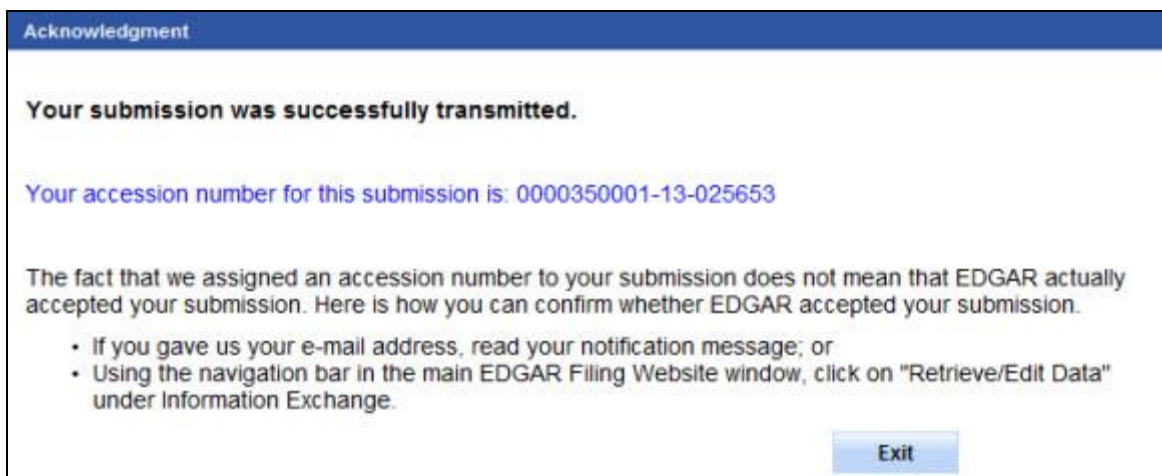 Acknowledgment
Your submission was successfully transmitted.
Your accession number for this submission is: 0000350001-13-025653
The fact that we assigned an accession number to your submission does not mean that EDGAR actually
accepted your submission. Here is how you can confirm whether EDGAR accepted your submission.
• If you gave us your e-mail address, read your notification message; or
• Using the navigation bar in the main EDGAR Filing Website window, click on "Retrieve/Edit Data"
under Information Exchange.
Exit